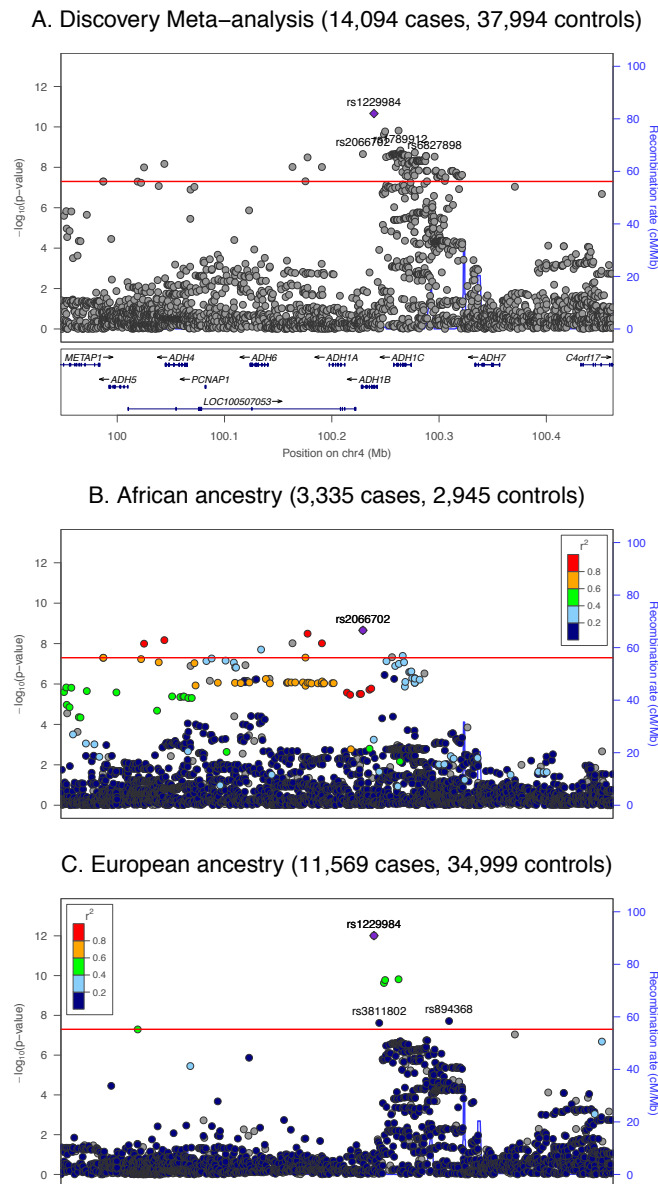 A. Discovery Meta-analysis (14,094 cases, 37,994 controls)
−log10(p-value)
12
10
8
6
4
2
0
rs1229984
rs2066702
rs6827898
100
80
60
40
20
0
Recombination rate (cM/Mb)
METAP1→
←ADH4
←ADH6
←ADH1A
←ADH1C
←ADH7
C4orf17→
←ADH5
←PCNAP1
←ADH1B
LOC100507053→
100
100.1
100.2
100.3
100.4
Position on chr4 (Mb)
B. African ancestry (3,335 cases, 2,945 controls)
−log10(p-value)
12
10
8
6
4
2
0
rs2066702
r2
0.8
0.6
0.4
0.2
100
80
60
40
20
0
Recombination rate (cM/Mb)
C. European ancestry (11,569 cases, 34,999 controls)
−log10(p-value)
12
10
8
6
4
2
0
r2
0.8
0.6
0.4
0.2
rs1229984
rs3811802
rs894368
100
80
60
40
20
0
Recombination rate (cM/Mb)